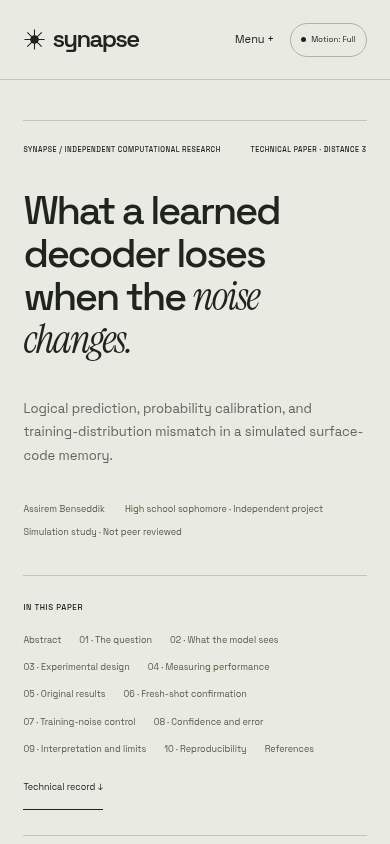 synapse
Menu +
Motion: Full
SYNAPSE / INDEPENDENT COMPUTATIONAL RESEARCH
TECHNICAL PAPER · DISTANCE 3
What a learned
decoder loses
when the noise
changes.
Logical prediction, probability calibration, and
training-distribution mismatch in a simulated surface-
code memory.
Assirem Benseddik
High school sophomore · Independent project
Simulation study · Not peer reviewed
IN THIS PAPER
Abstract 01 · The question 02 · What the model sees
03 · Experimental design 04 · Measuring performance
05 · Original results 06 · Fresh-shot confirmation
07 · Training-noise control 08 · Confidence and error
09 · Interpretation and limits 10 · Reproducibility References
Technical record ↓